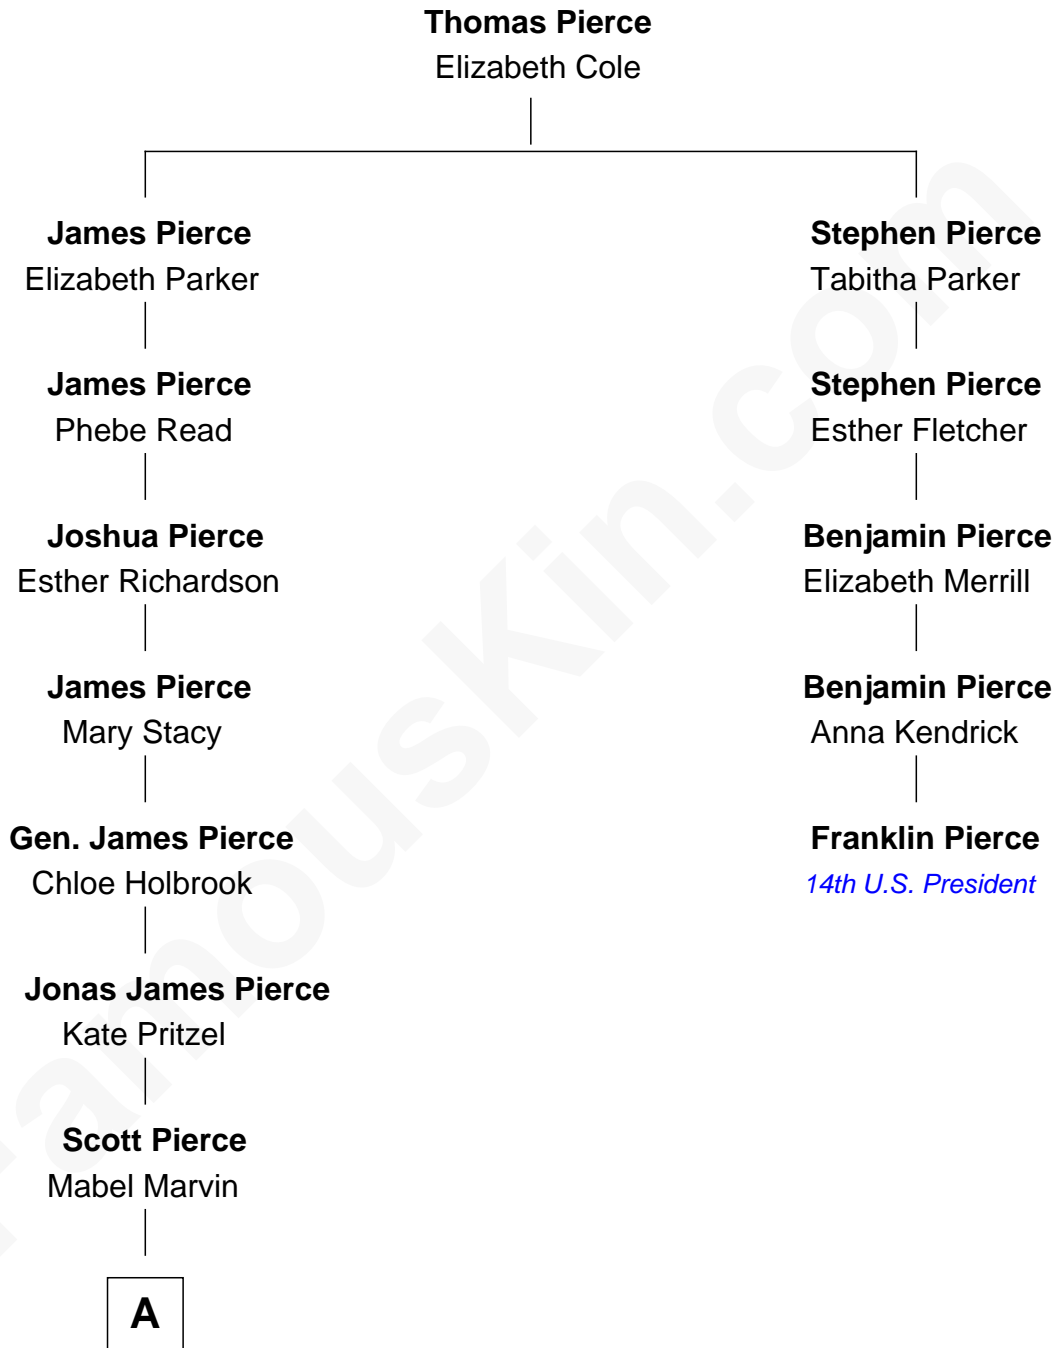 Thomas Pierce
Elizabeth Cole
James Pierce
Elizabeth Parker
Stephen Pierce
Tabitha Parker
James Pierce
Phebe Read
Stephen Pierce
Esther Fletcher
Joshua Pierce
Esther Richardson
Benjamin Pierce
Elizabeth Merrill
James Pierce
Mary Stacy
Benjamin Pierce
Anna Kendrick
Gen. James Pierce
Chloe Holbrook
Franklin Pierce
14th U.S. President
Jonas James Pierce
Kate Pritzel
Scott Pierce
Mabel Marvin
A
FamousKin.com